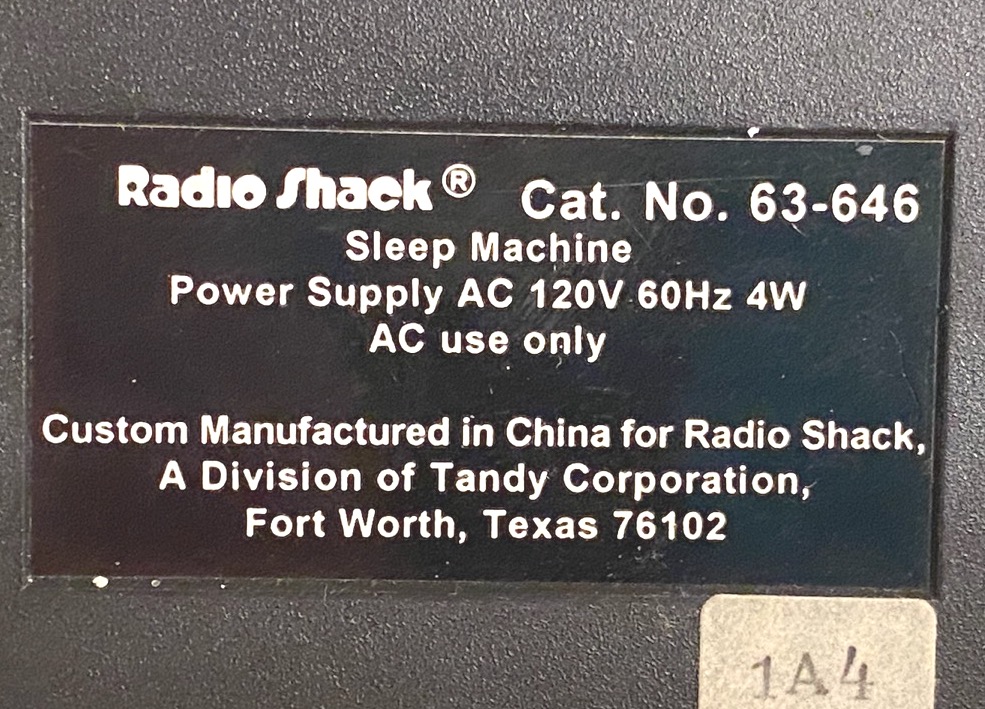 Radio Shack® Cat. No. 63-646
Sleep Machine
Power Supply AC 120V 60Hz 4W
AC use only
Custom Manufactured in China for Radio Shack,
A Division of Tandy Corporation,
Fort Worth, Texas 76102
1A4